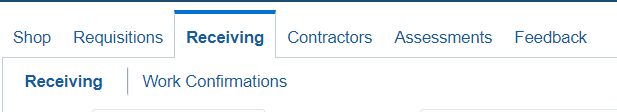 Shop Requisitions Receiving Contractors Assessments Feedback
Receiving Work Confirmations